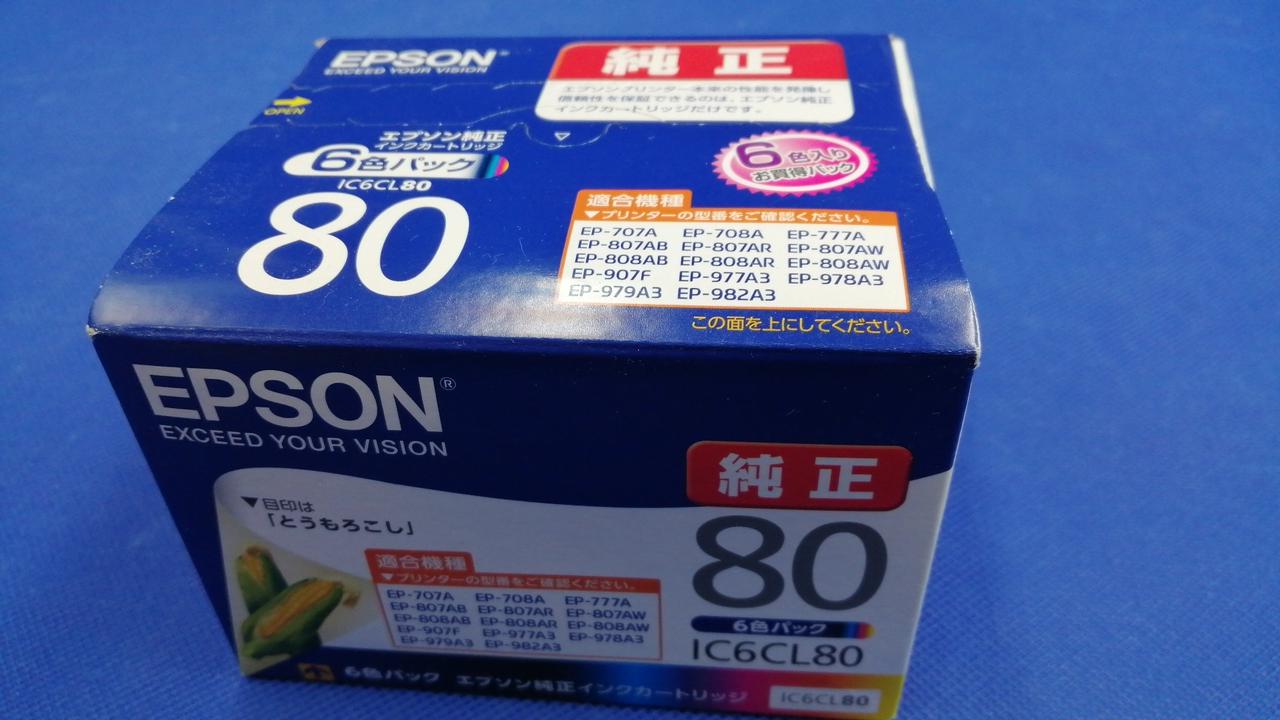 EPSON
EXCEED YOUR VISION
純正
エプソンプリンター本来の性能を発揮し
信頼性を保証できるのは、エプソン純正
インクカートリッジだけです。
OPEN
エプソン純正
インクカートリッジ
6色パック
IC6CL80
80
6色入り
お買得パック
適合機種
▼プリンターの型番をご確認ください。
EP-707A EP-708A EP-777A
EP-807AB EP-807AR EP-807AW
EP-808AB EP-808AR EP-808AW
EP-907F EP-977A3 EP-978A3
EP-979A3 EP-982A3
この面を上にしてください。
EPSON®
EXCEED YOUR VISION
純正
▼目印は
「とうもろこし」
適合機種
▼プリンターの型番をご確認ください。
EP-707A EP-708A EP-777A
EP-807AB EP-807AR EP-807AW
EP-808AB EP-808AR EP-808AW
EP-907F EP-977A3 EP-978A3
EP-979A3 EP-982A3
80
6色パック
IC6CL80
6色パック エプソン純正インクカートリッジ IC6CL80